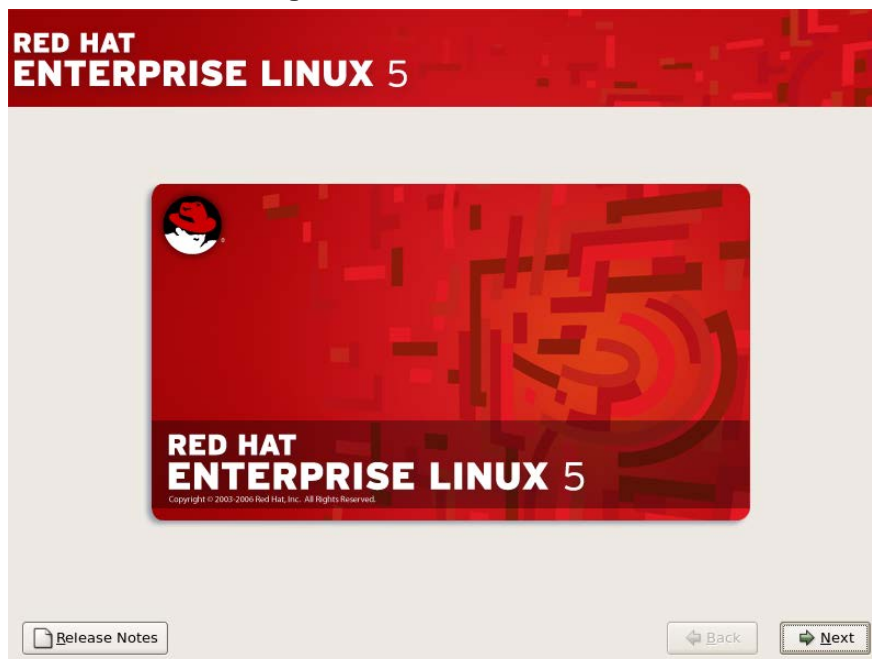 RED HAT
ENTERPRISE LINUX 5
RED HAT
ENTERPRISE LINUX 5
Copyright © 2003-2006 Red Hat, Inc. All Rights Reserved.
Release Notes
Back
Next